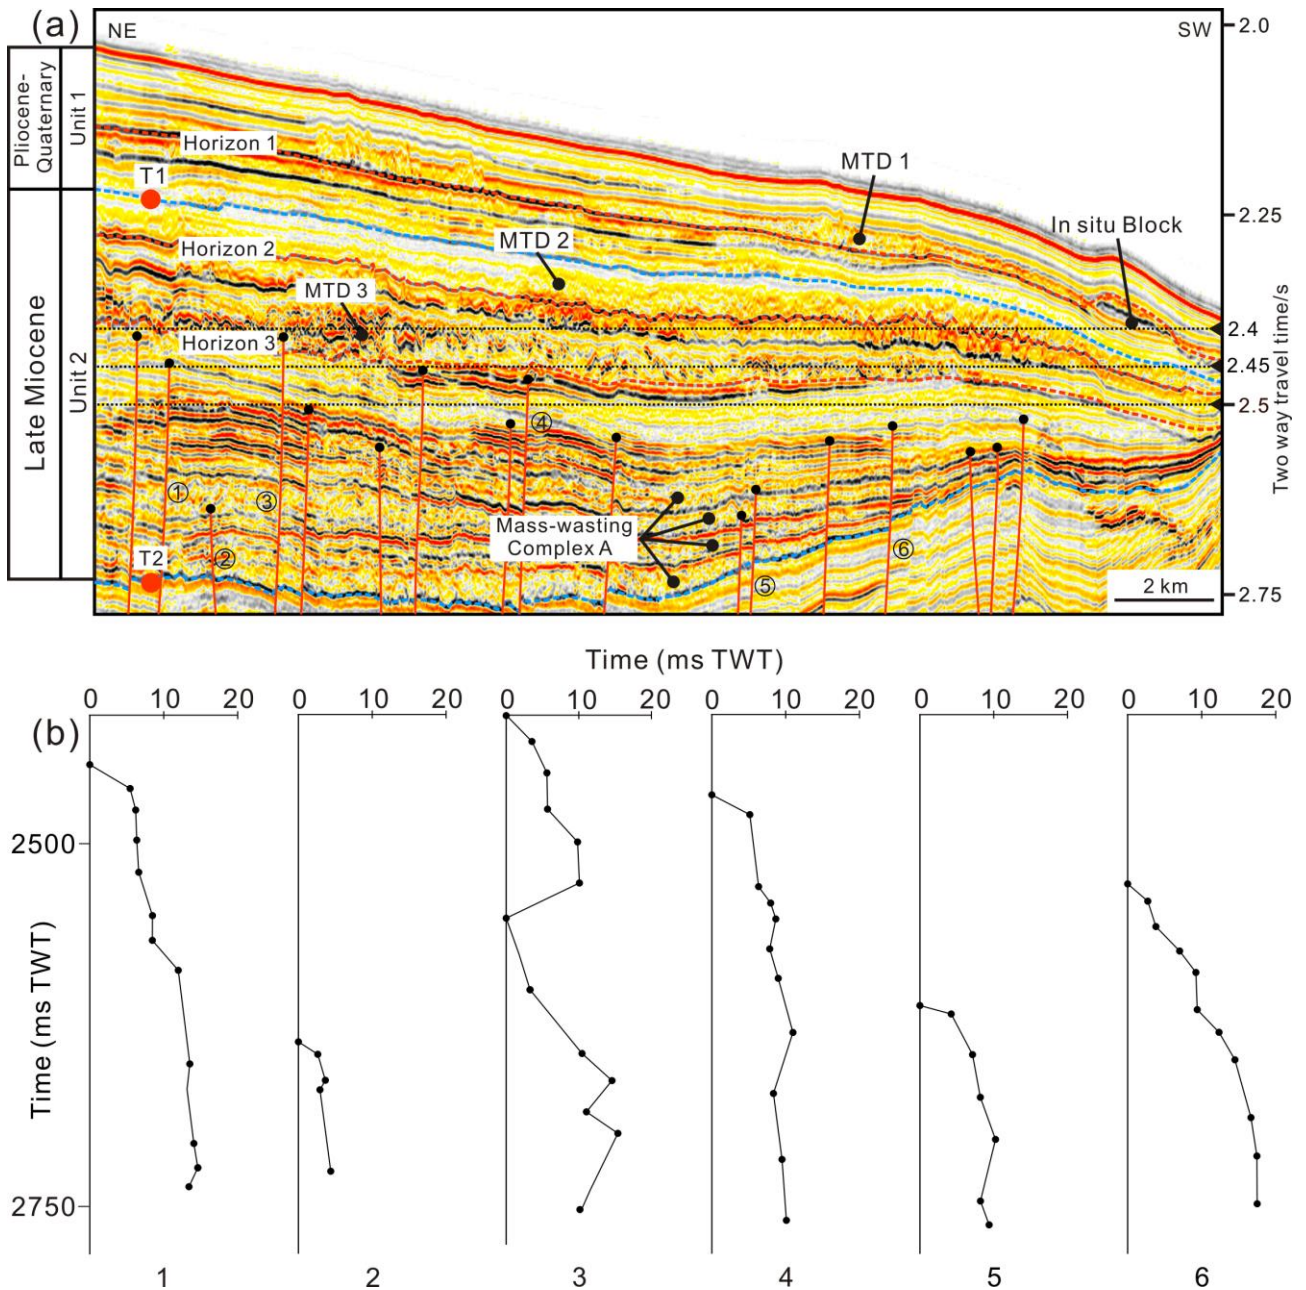 (a)
NE
SW
Pliocene-
Quaternary
Unit 1
Late Miocene
Unit 2
Horizon 1
T1
Horizon 2
MTD 3
Horizon 3
MTD 2
MTD 1
In situ Block
①
②
③
④
⑤
⑥
Mass-wasting
Complex A
T2
2 km
2.0
2.25
2.4
2.45
2.5
2.75
Two way travel time/s
Time (ms TWT)
(b)
0 10 20
0 10 20
0 10 20
0 10 20
0 10 20
0 10 20
2500
2750
Time (ms TWT)
1 2 3 4 5 6